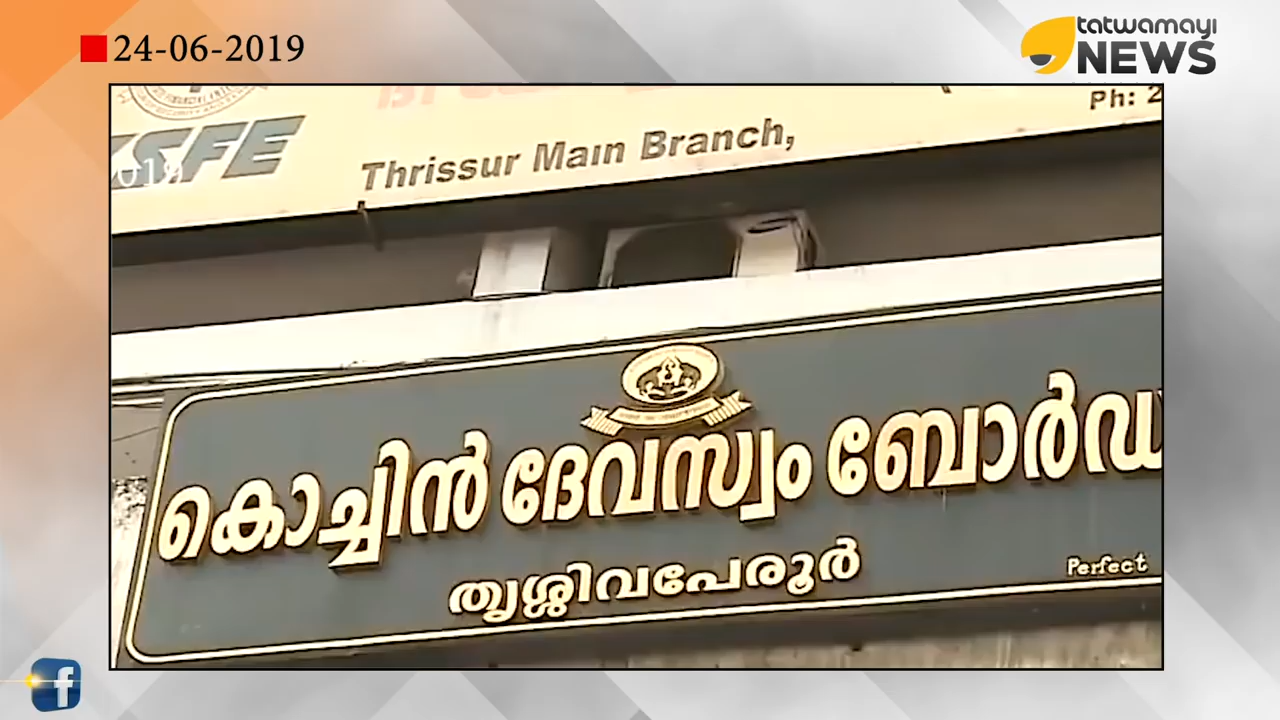 24-06-2019
tatwamayi
NEWS
KSFE
Thrissur Main Branch,
Ph: 2
കൊച്ചിൻ ദേവസ്വം ബോർഡ
തൃശ്ശിവപേരൂർ
Perfect
f